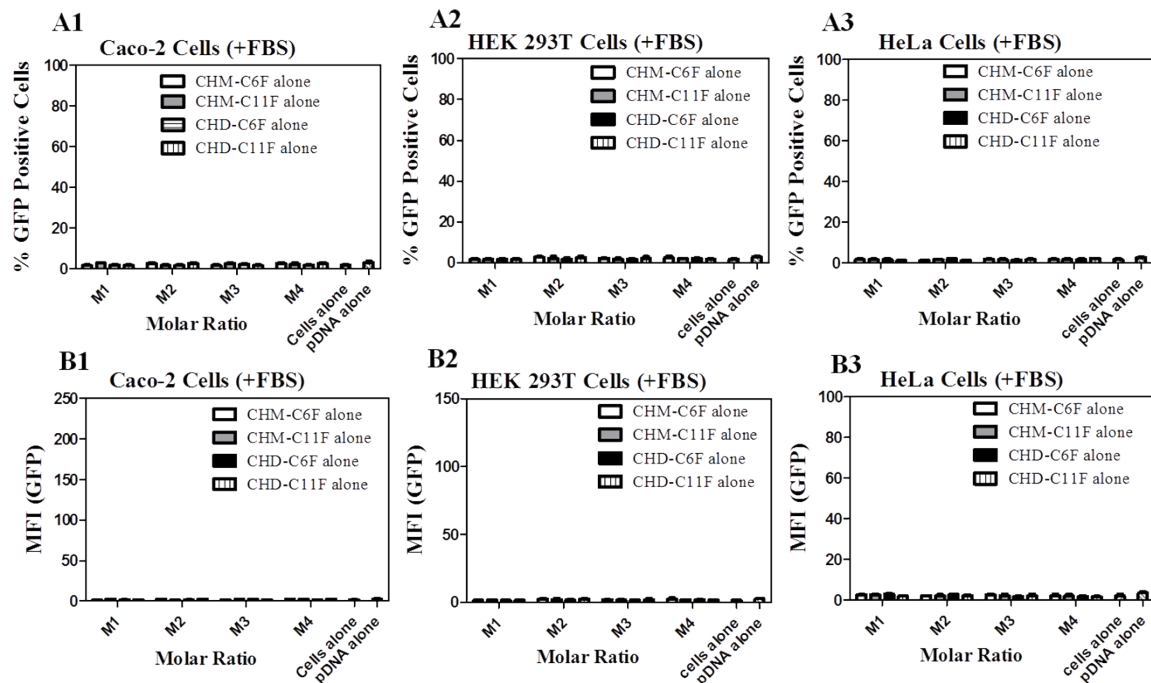 A1
Caco-2 Cells (+FBS)
% GFP Positive Cells
100
80
60
40
20
0
CHM-C6F alone
CHM-C11F alone
CHD-C6F alone
CHD-C11F alone
M1
M2
M3
M4
Cells alone
pDNA alone
Molar Ratio
A2
HEK 293T Cells (+FBS)
% GFP Positive Cells
100
80
60
40
20
0
CHM-C6F alone
CHM-C11F alone
CHD-C6F alone
CHD-C11F alone
M1
M2
M3
M4
cells alone
pDNA alone
Molar Ratio
A3
HeLa Cells (+FBS)
% GFP Positive Cells
100
80
60
40
20
0
CHM-C6F alone
CHM-C11F alone
CHD-C6F alone
CHD-C11F alone
M1
M2
M3
M4
cells alone
pDNA alone
Molar Ratio
B1
Caco-2 Cells (+FBS)
MFI (GFP)
250
200
150
100
50
0
CHM-C6F alone
CHM-C11F alone
CHD-C6F alone
CHD-C11F alone
M1
M2
M3
M4
Cells alone
pDNA alone
Molar Ratio
B2
HEK 293T Cells (+FBS)
MFI (GFP)
150
100
50
0
CHM-C6F alone
CHM-C11F alone
CHD-C6F alone
CHD-C11F alone
M1
M2
M3
M4
Cells alone
pDNA alone
Molar Ratio
B3
HeLa Cells (+FBS)
MFI (GFP)
100
80
60
40
20
0
CHM-C6F alone
CHM-C11F alone
CHD-C6F alone
CHD-C11F alone
M1
M2
M3
M4
Cells alone
pDNA alone
Molar Ratio